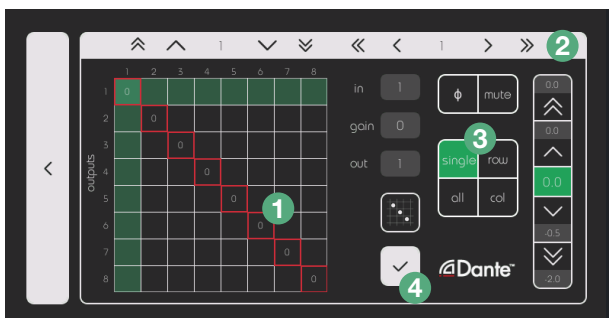 1 1 2
1 2 3 4 5 6 7 8
in 1
gain 0
out 1
ϕ mute
3
single row
all col
outputs
1 0
2 0
3 0
4 0
5 0
6 0
7 0
8 0
1
4
Dante™
0.0
0.0
0.0
-0.5
-2.0